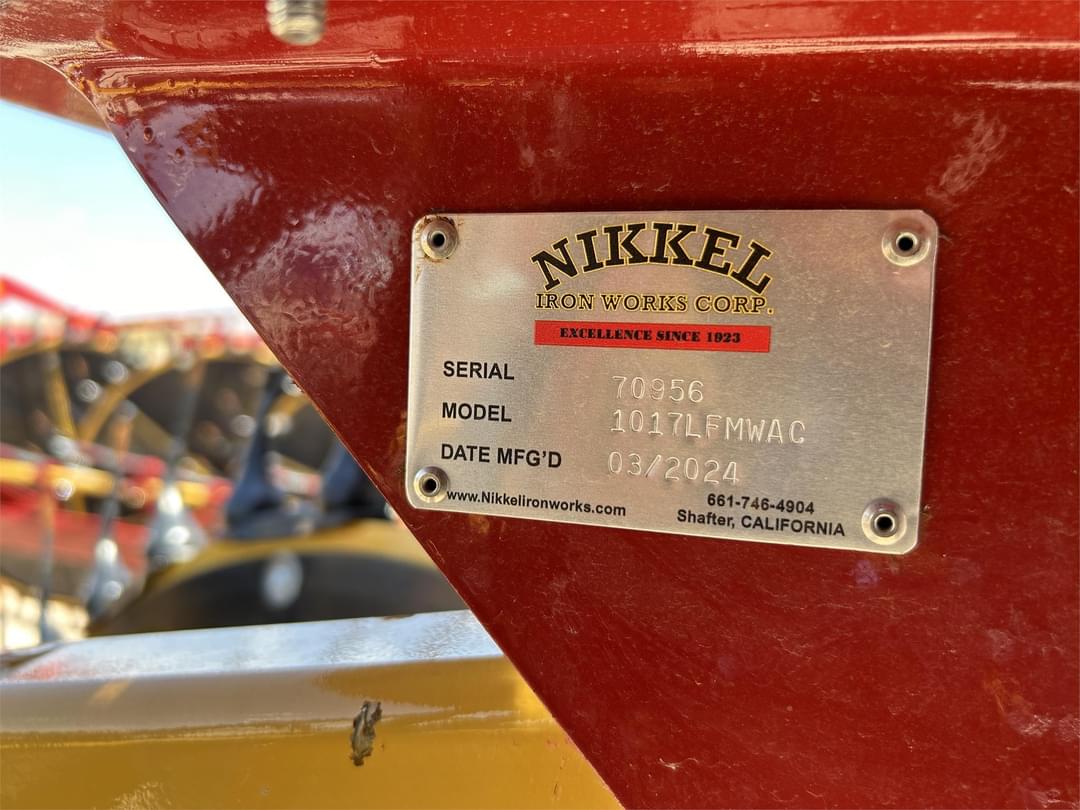 NIKKEL
IRON WORKS CORP.
EXCELLENCE SINCE 1923
SERIAL 70956
MODEL 1017LFMWAC
DATE MFG'D 03/2024
www.Nikkelironworks.com
661-746-4904
Shafter, CALIFORNIA